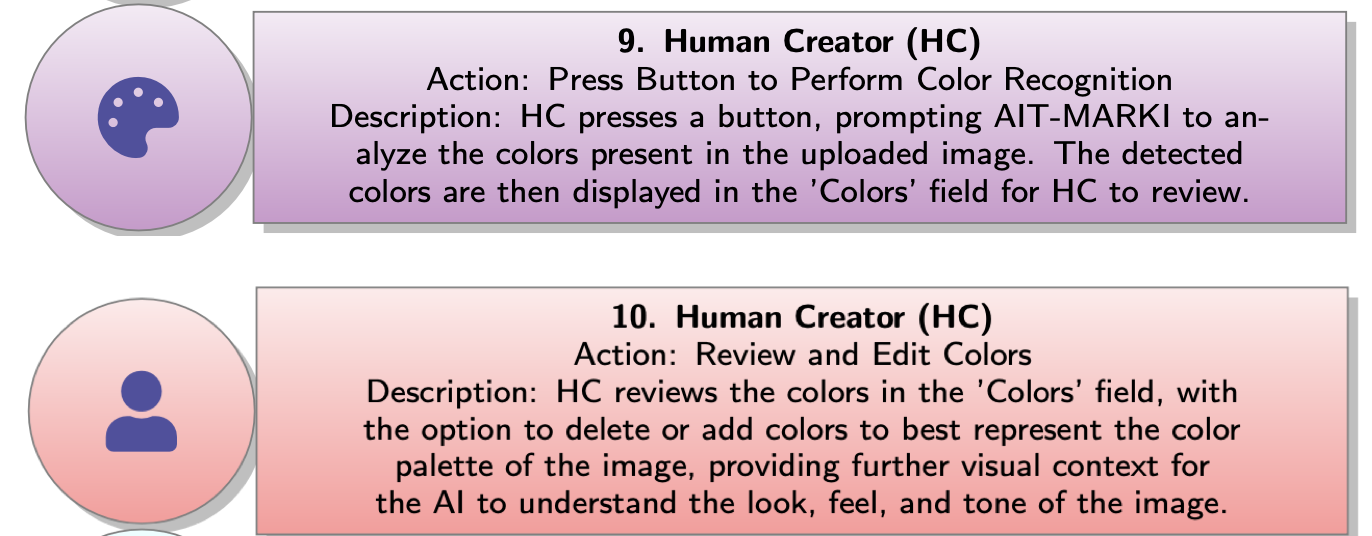 9. Human Creator (HC)
Action: Press Button to Perform Color Recognition
Description: HC presses a button, prompting AIT-MARKI to an-
alyze the colors present in the uploaded image. The detected
colors are then displayed in the 'Colors' field for HC to review.
10. Human Creator (HC)
Action: Review and Edit Colors
Description: HC reviews the colors in the 'Colors' field, with
the option to delete or add colors to best represent the color
palette of the image, providing further visual context for
the AI to understand the look, feel, and tone of the image.